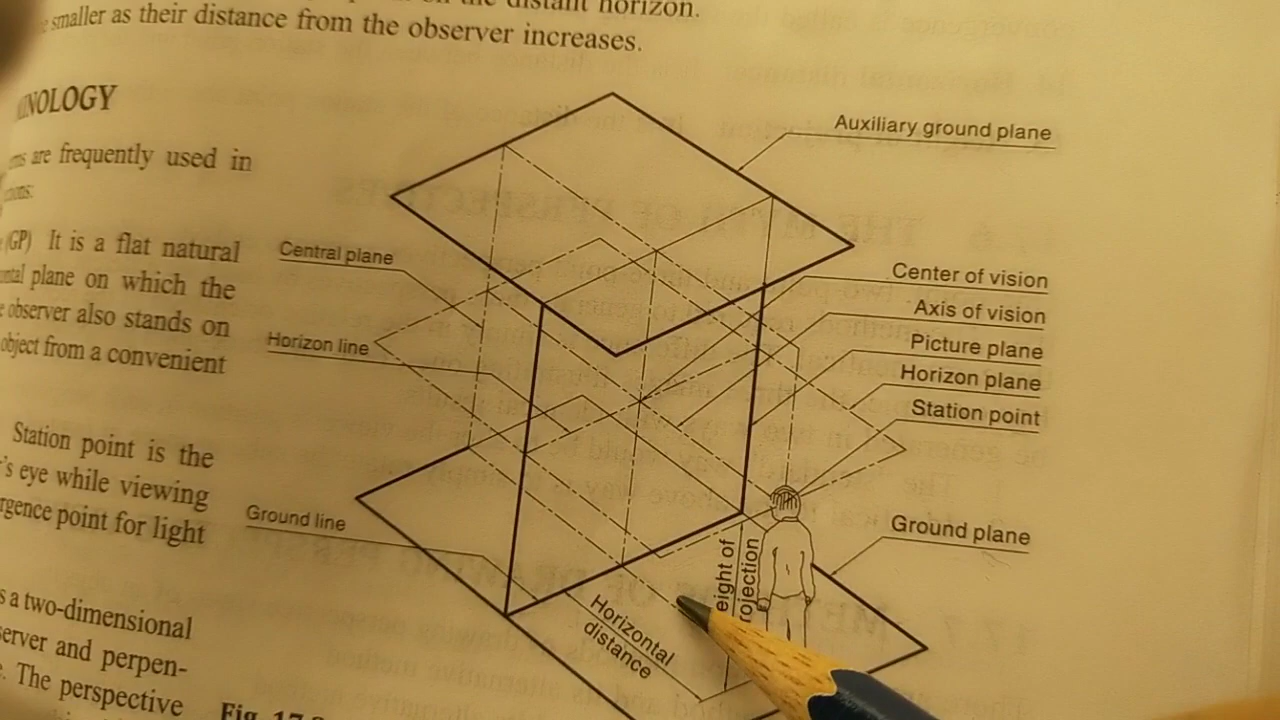 the distant horizon.
smaller as their distance from the observer increases.
NOLOGY
are frequently used in
(GP) It is a flat natural
plane on which the
observer also stands on
object from a convenient
Station point is the
's eye while viewing
point for light
a two-dimensional
and perpen-
The perspective
Auxiliary ground plane
Central plane
Center of vision
Axis of vision
Horizon line
Picture plane
Horizon plane
Station point
Ground line
Ground plane
Horizontal
distance
eight of
rojection
Fig.